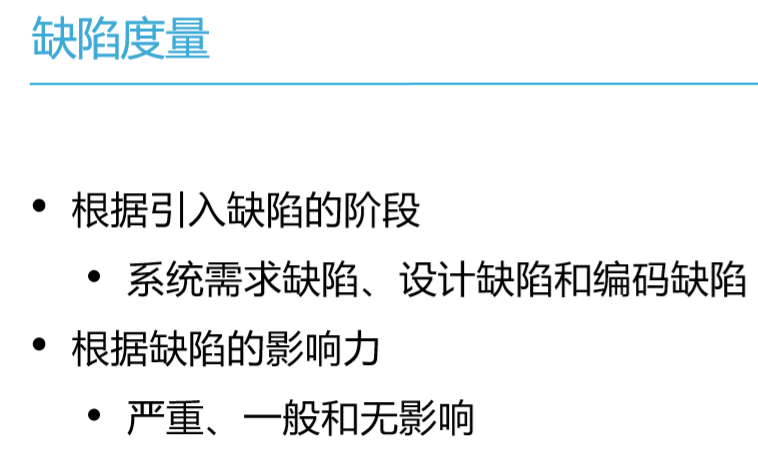 缺陷度量
• 根据引入缺陷的阶段
• 系统需求缺陷、设计缺陷和编码缺陷
• 根据缺陷的影响力
• 严重、一般和无影响